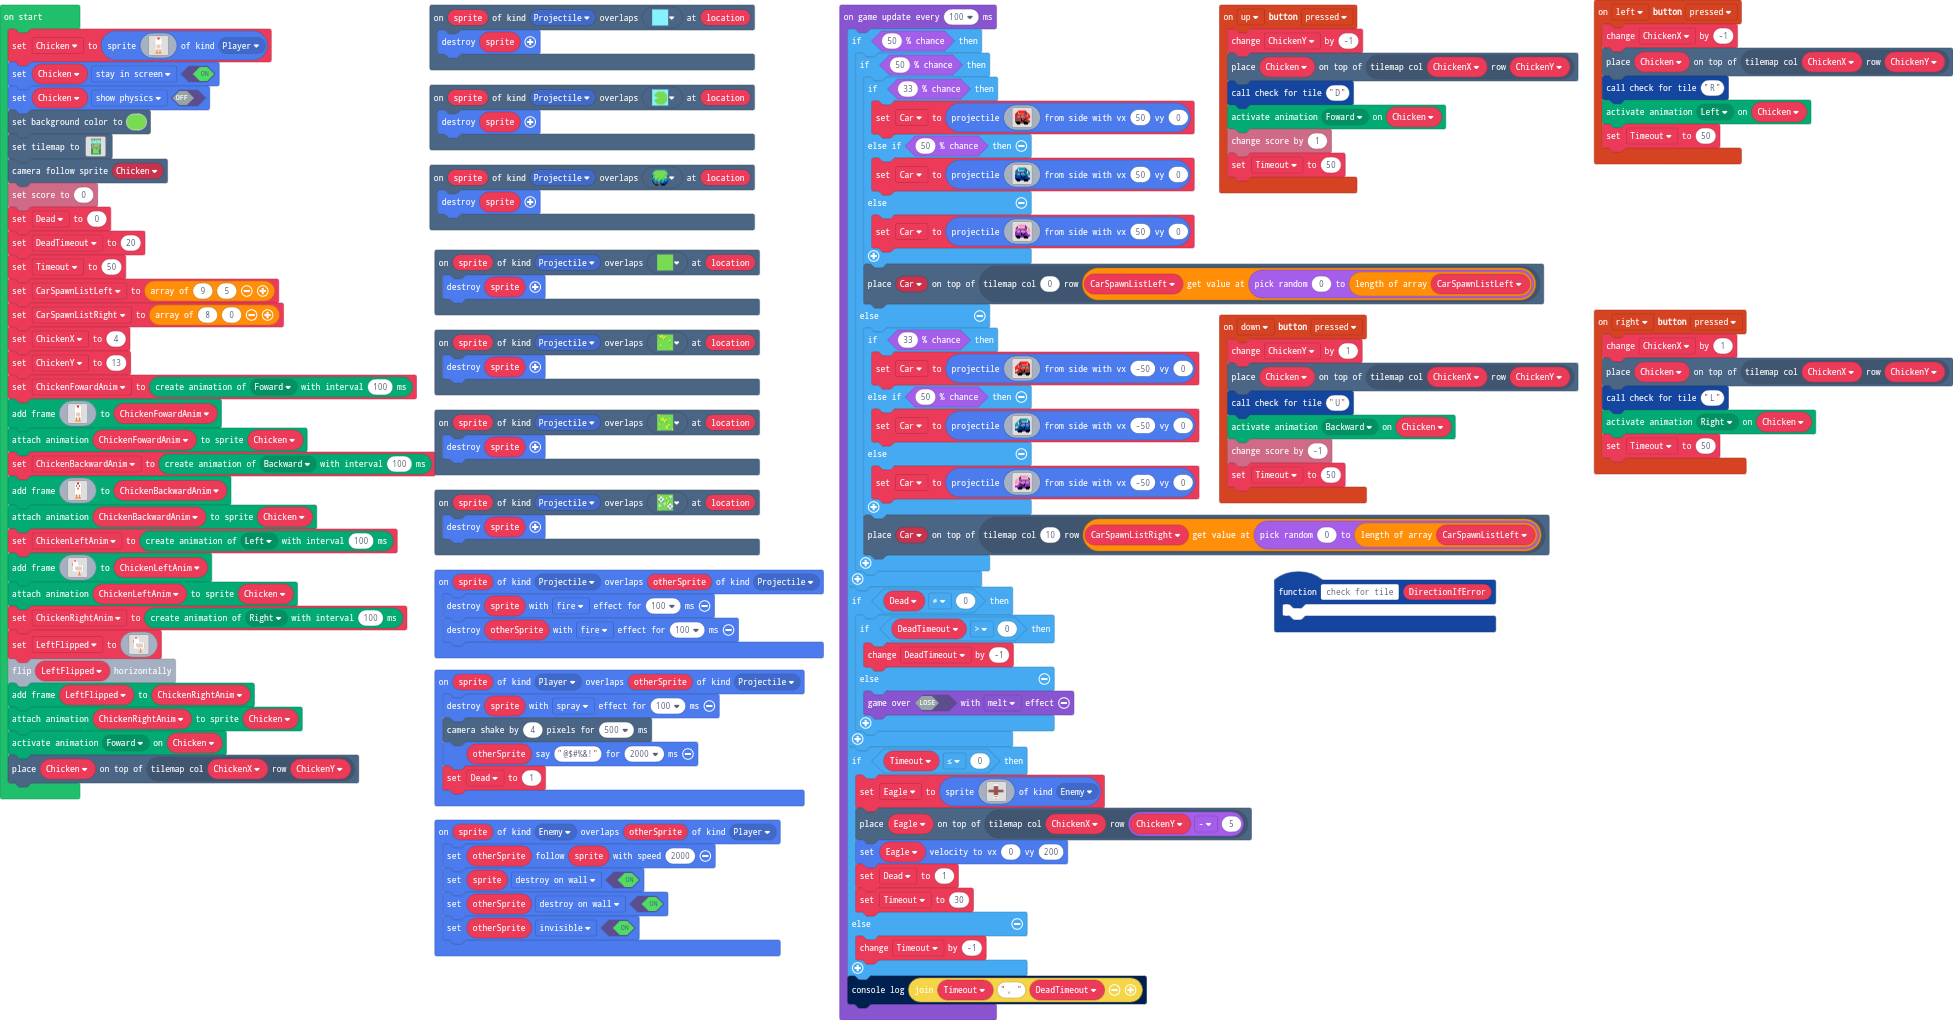 on start
set Chicken to sprite of kind Player
set Chicken stay in screen ON
set Chicken show physics OFF
set background color to
set tilemap to
camera follow sprite Chicken
set score to 0
set Dead to 0
set DeadTimeout to 20
set Timeout to 50
set CarSpawnListLeft to array of 9 5
set CarSpawnListRight to array of 8 0
set ChickenX to 4
set ChickenY to 13
set ChickenFowardAnim to create animation of Foward with interval 100 ms
add frame to ChickenFowardAnim
attach animation ChickenFowardAnim to sprite Chicken
set ChickenBackwardAnim to create animation of Backward with interval 100 ms
add frame to ChickenBackwardAnim
attach animation ChickenBackwardAnim to sprite Chicken
set ChickenLeftAnim to create animation of Left with interval 100 ms
add frame to ChickenLeftAnim
attach animation ChickenLeftAnim to sprite Chicken
set ChickenRightAnim to create animation of Right with interval 100 ms
set LeftFlipped to
flip LeftFlipped horizontally
add frame LeftFlipped to ChickenRightAnim
attach animation ChickenRightAnim to sprite Chicken
activate animation Foward on Chicken
place Chicken on top of tilemap col ChickenX row ChickenY
on sprite of kind Projectile overlaps at location
destroy sprite
on sprite of kind Projectile overlaps at location
destroy sprite
on sprite of kind Projectile overlaps at location
destroy sprite
on sprite of kind Projectile overlaps at location
destroy sprite
on sprite of kind Projectile overlaps at location
destroy sprite
on sprite of kind Projectile overlaps at location
destroy sprite
on sprite of kind Projectile overlaps at location
destroy sprite
on sprite of kind Projectile overlaps otherSprite of kind Projectile
destroy sprite with fire effect for 100 ms
destroy otherSprite with fire effect for 100 ms
on sprite of kind Player overlaps otherSprite of kind Projectile
destroy sprite with spray effect for 100 ms
camera shake by 4 pixels for 500 ms
otherSprite say "@$#%&!" for 2000 ms
set Dead to 1
on sprite of kind Enemy overlaps otherSprite of kind Player
set otherSprite follow sprite with speed 2000
set sprite destroy on wall ON
set otherSprite destroy on wall ON
set otherSprite invisible ON
on game update every 100 ms
if 50 % chance then
if 50 % chance then
if 33 % chance then
set Car to projectile from side with vx 50 vy 0
else if 50 % chance then
set Car to projectile from side with vx 50 vy 0
else
set Car to projectile from side with vx 50 vy 0
place Car on top of tilemap col 0 row CarSpawnListLeft get value at pick random 0 to length of array CarSpawnListLeft
else
if 33 % chance then
set Car to projectile from side with vx -50 vy 0
else if 50 % chance then
set Car to projectile from side with vx -50 vy 0
else
set Car to projectile from side with vx -50 vy 0
place Car on top of tilemap col 10 row CarSpawnListRight get value at pick random 0 to length of array CarSpawnListLeft
if Dead ≠ 0 then
if DeadTimeout > 0 then
change DeadTimeout by -1
else
game over LOSE with melt effect
if Timeout ≤ 0 then
set Eagle to sprite of kind Enemy
place Eagle on top of tilemap col ChickenX row ChickenY - 5
set Eagle velocity to vx 0 vy 200
set Dead to 1
set Timeout to 30
else
change Timeout by -1
console log join Timeout ", " DeadTimeout
on up button pressed
change ChickenY by -1
place Chicken on top of tilemap col ChickenX row ChickenY
call check for tile "D"
activate animation Foward on Chicken
change score by 1
set Timeout to 50
on down button pressed
change ChickenY by 1
place Chicken on top of tilemap col ChickenX row ChickenY
call check for tile "U"
activate animation Backward on Chicken
change score by -1
set Timeout to 50
function check for tile DirectionIfError
on left button pressed
change ChickenX by -1
place Chicken on top of tilemap col ChickenX row ChickenY
call check for tile "R"
activate animation Left on Chicken
set Timeout to 50
on right button pressed
change ChickenX by 1
place Chicken on top of tilemap col ChickenX row ChickenY
call check for tile "L"
activate animation Right on Chicken
set Timeout to 50